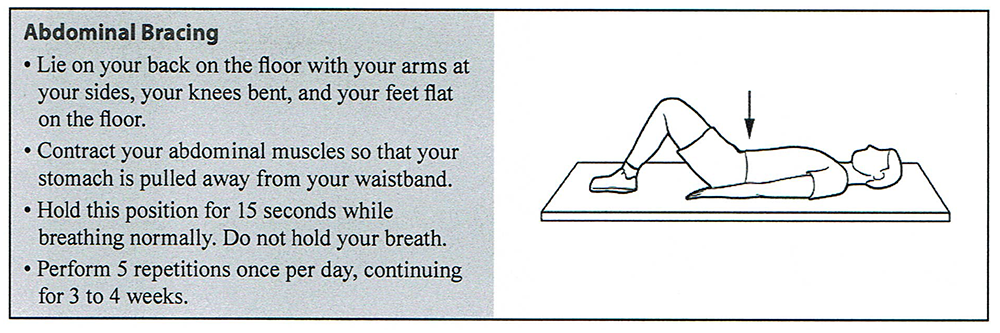 Abdominal Bracing
• Lie on your back on the floor with your arms at
your sides, your knees bent, and your feet flat
on the floor.
• Contract your abdominal muscles so that your
stomach is pulled away from your waistband.
• Hold this position for 15 seconds while
breathing normally. Do not hold your breath.
• Perform 5 repetitions once per day, continuing
for 3 to 4 weeks.